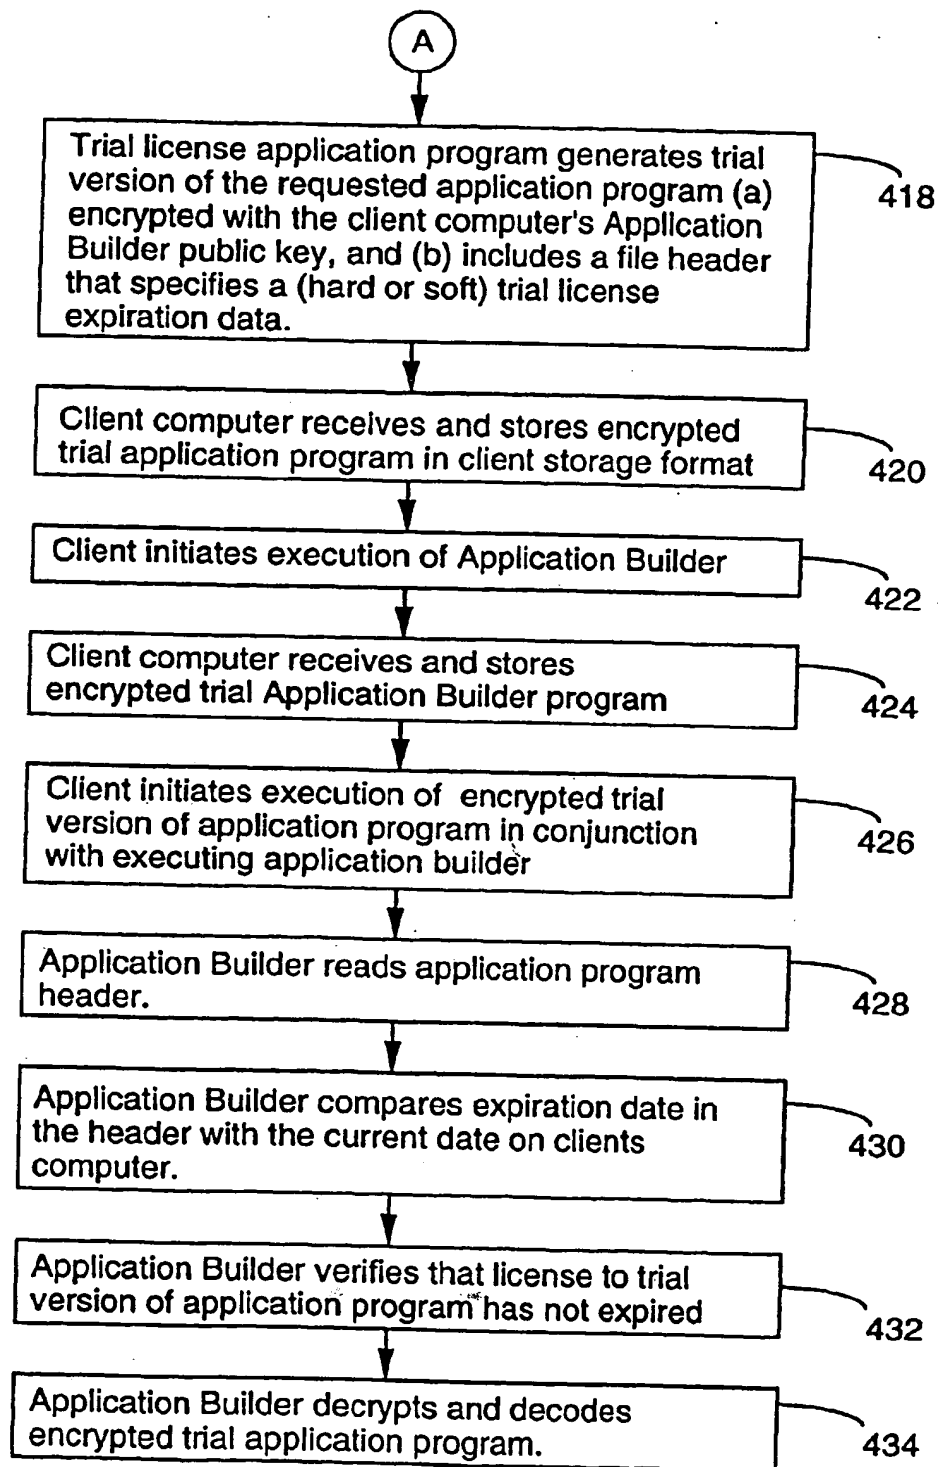 A
Trial license application program generates trial
version of the requested application program (a)
encrypted with the client computer's Application
Builder public key, and (b) includes a file header
that specifies a (hard or soft) trial license
expiration data.
418
Client computer receives and stores encrypted
trial application program in client storage format
420
Client initiates execution of Application Builder
422
Client computer receives and stores
encrypted trial Application Builder program
424
Client initiates execution of encrypted trial
version of application program in conjunction
with executing application builder
426
Application Builder reads application program
header.
428
Application Builder compares expiration date in
the header with the current date on clients
computer.
430
Application Builder verifies that license to trial
version of application program has not expired
432
Application Builder decrypts and decodes
encrypted trial application program.
434